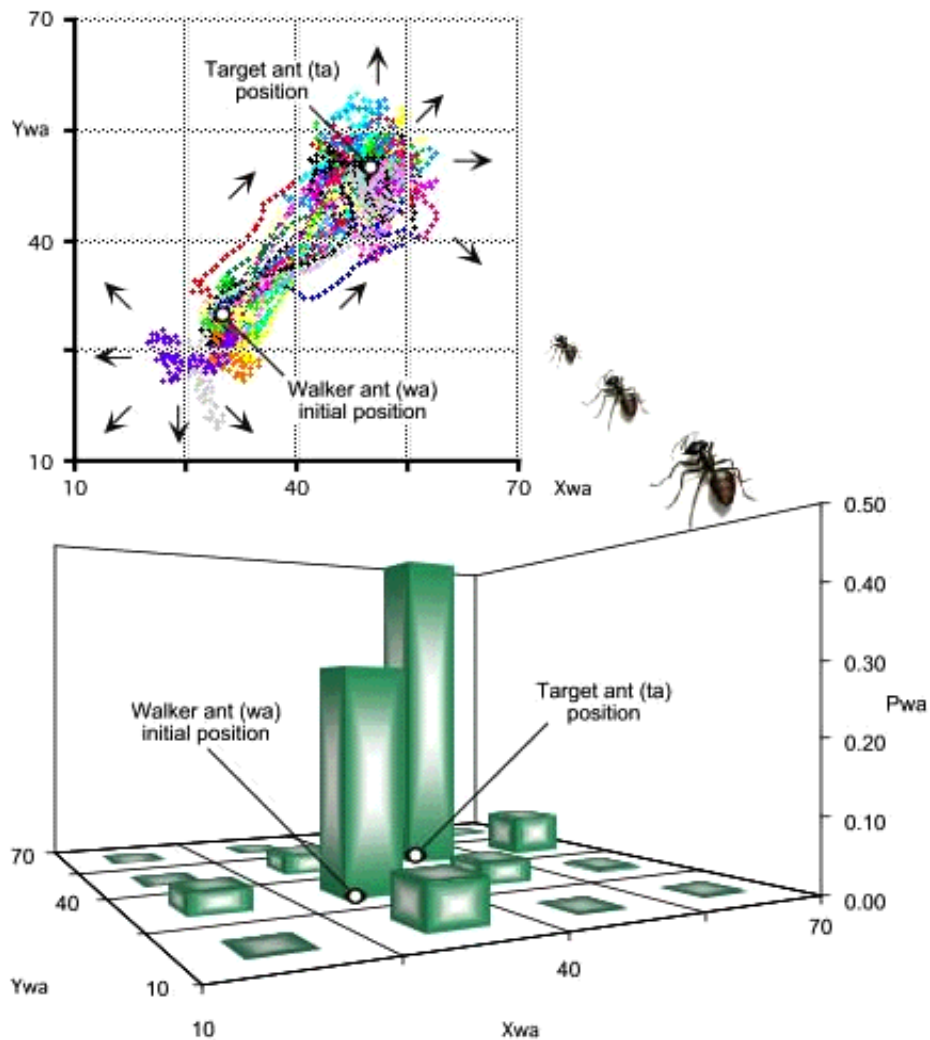 70
Target ant (ta)
position
Ywa
40
Walker ant (wa)
initial position
10
10
40
70
Xwa
0.50
0.40
0.30
Target ant (ta)
position
Walker ant (wa)
initial position
Pwa
0.20
0.10
70
0.00
40
70
40
Ywa
10
10
Xwa